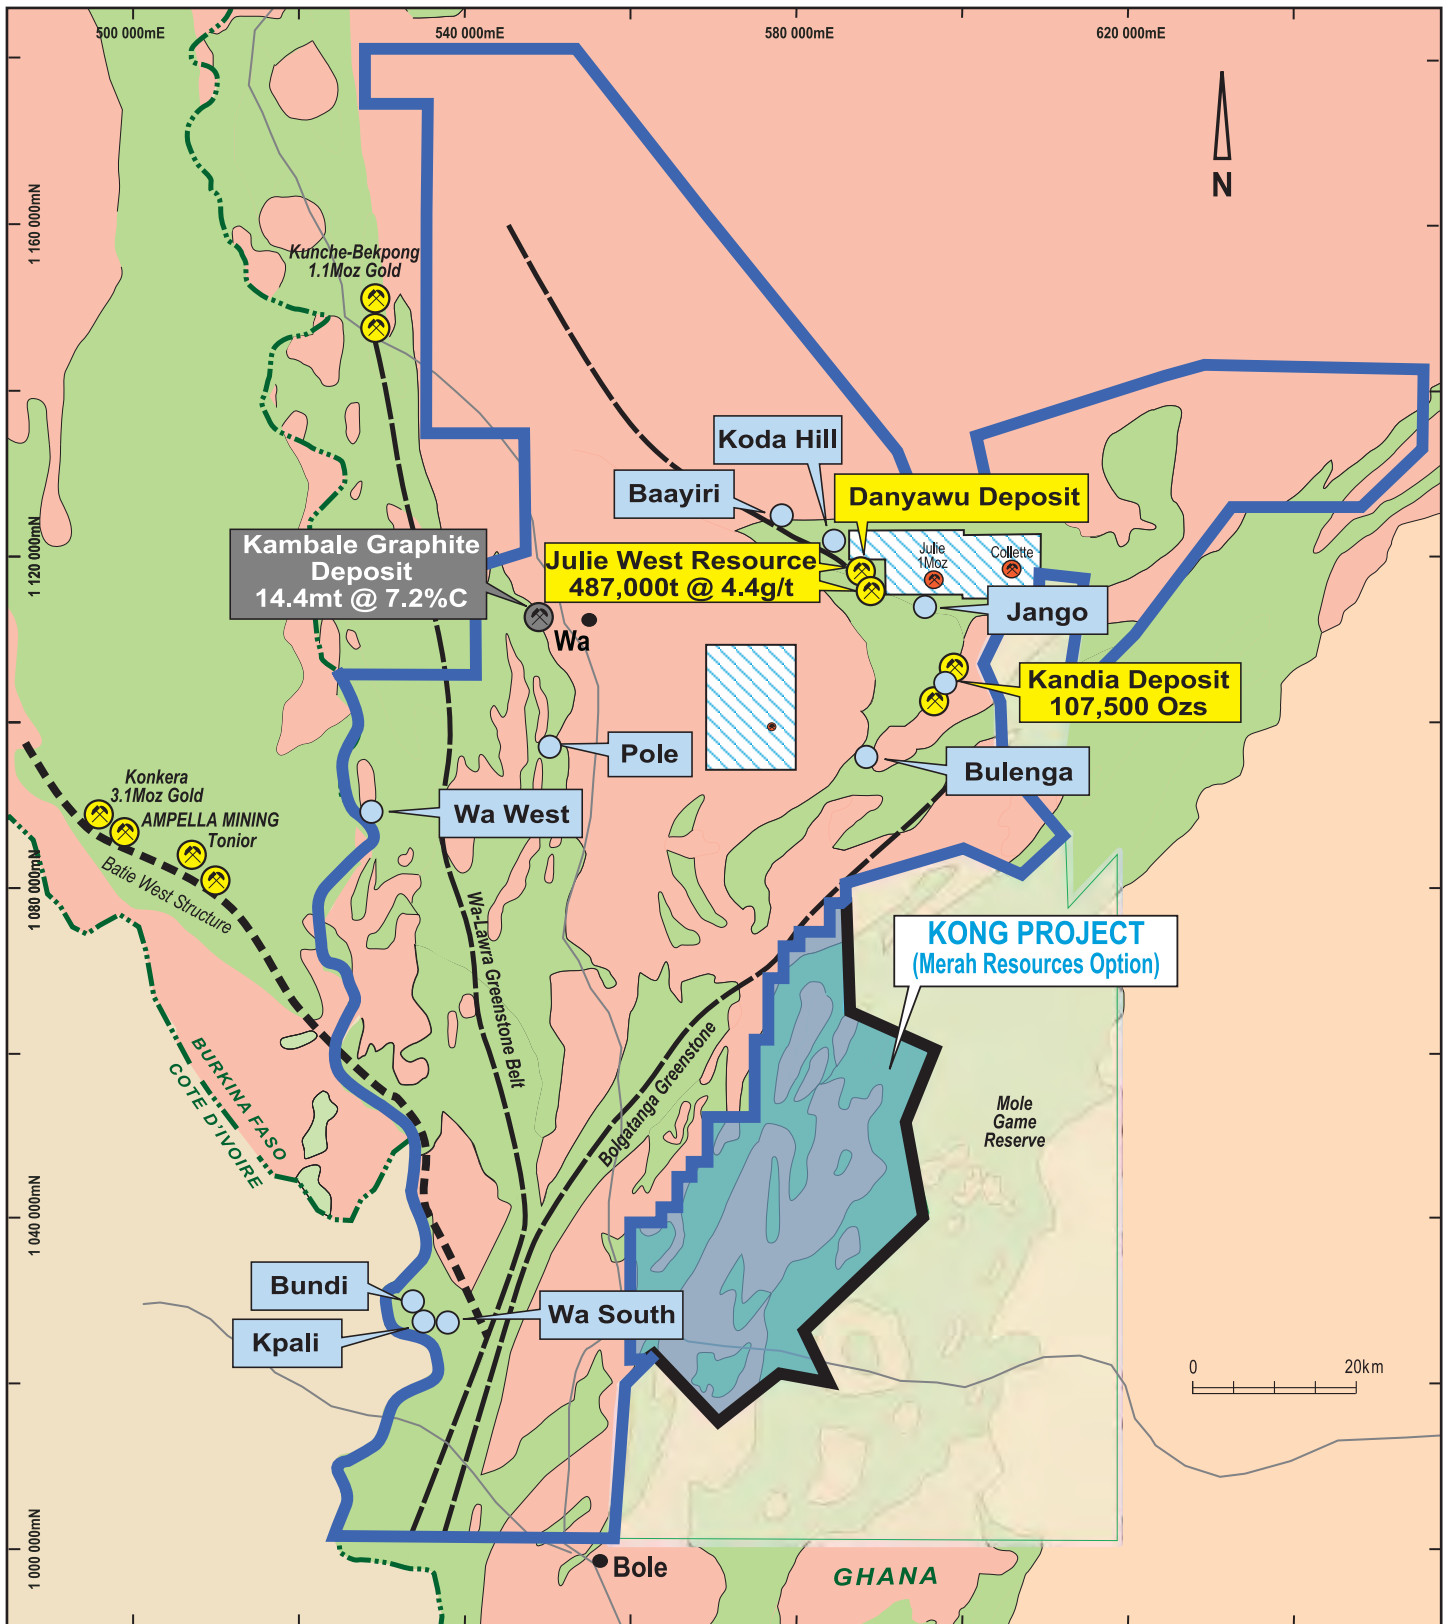 500 000mE
540 000mE
580 000mE
620 000mE
N
1 160 000mN
Kunche-Bekpong
1.1Moz Gold
Koda Hill
Baayiri
Danyawu Deposit
1 120 000mN
Kambale Graphite
Deposit
14.4mt @ 7.2%C
Julie West Resource
487,000t @ 4.4g/t
Julie
1Moz
Collette
Jango
Wa
Kandia Deposit
107,500 Ozs
Pole
Bulenga
Konkera
3.1Moz Gold
AMPELLA MINING
Tonior
Wa West
Batie West Structure
1 080 000mN
Wa-Lawra Greenstone Belt
KONG PROJECT
(Merah Resources Option)
Bolgatanga Greenstone
BURKINA FASO
COTE D'IVOIRE
Mole
Game
Reserve
1 040 000mN
Bundi
Wa South
Kpali
0
20km
1 000 000mN
Bole
GHANA